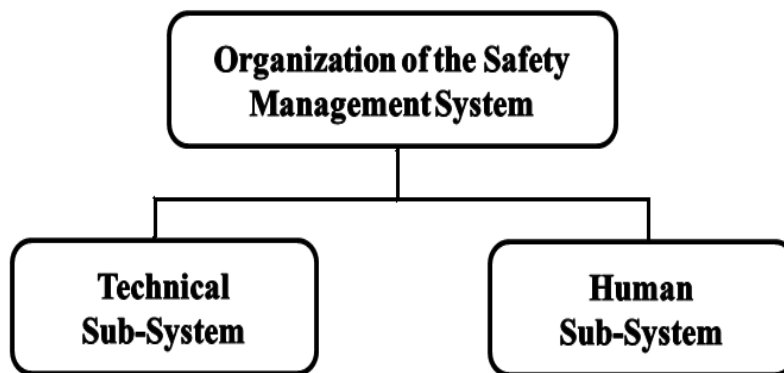 Organization of the Safety
Management System
Technical
Sub-System
Human
Sub-System